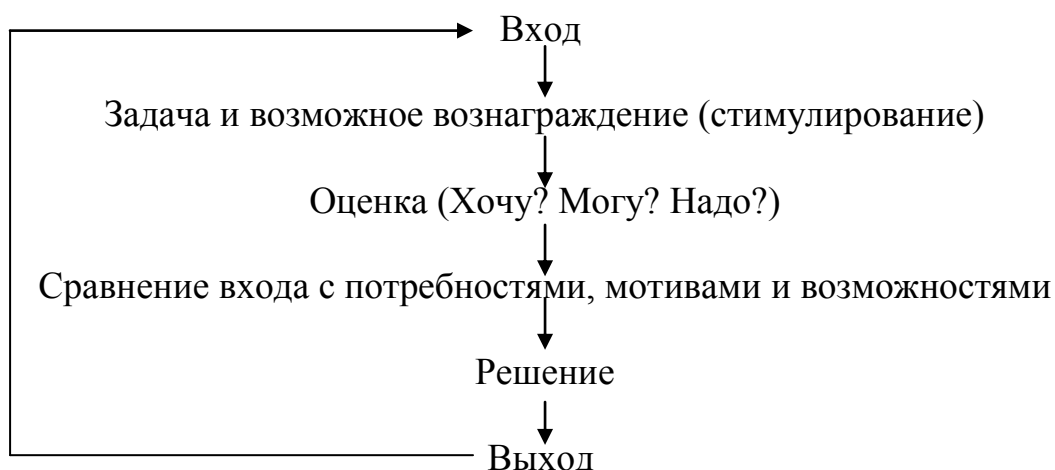 Вход
Задача и возможное вознаграждение (стимулирование)
Оценка (Хочу? Могу? Надо?)
Сравнение входа с потребностями, мотивами и возможностями
Решение
Выход